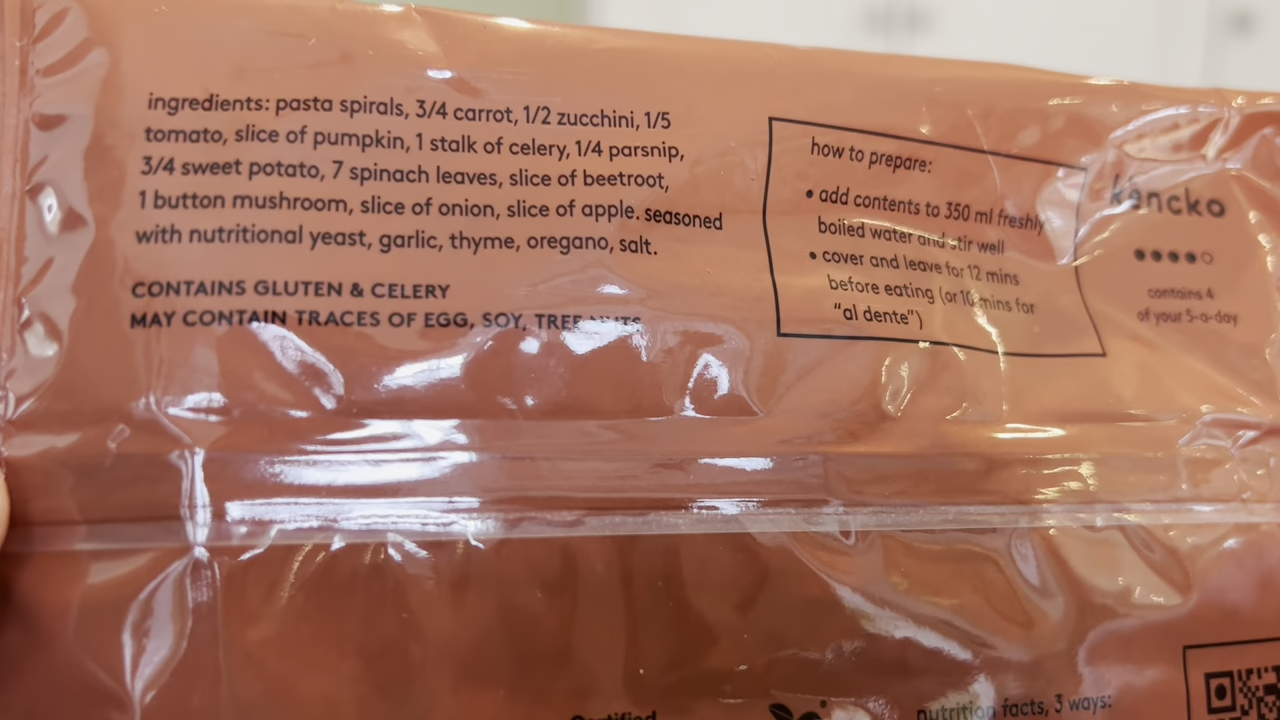 ingredients: pasta spirals, 3/4 carrot, 1/2 zucchini, 1/5
tomato, slice of pumpkin, 1 stalk of celery, 1/4 parsnip,
3/4 sweet potato, 7 spinach leaves, slice of beetroot,
1 button mushroom, slice of onion, slice of apple. seasoned
with nutritional yeast, garlic, thyme, oregano, salt.
CONTAINS GLUTEN & CELERY
MAY CONTAIN TRACES OF EGG, SOY, TREE NUTS
how to prepare:
• add contents to 350 ml freshly
boiled water and stir well
• cover and leave for 12 mins
before eating (or 10 mins for
"al dente")
kencko
contains 4
of your 5-a-day
Certified
nutrition facts, 3 ways: